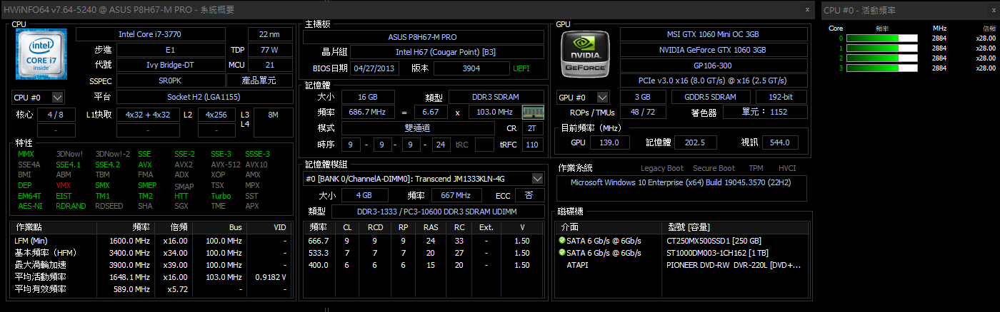 HWiNFO64 v7.64-5240 @ ASUS P8H67-M PRO - 系統概要
CPU
intel
CORE i7
inside
Intel Core i7-3770 22 nm
步進 E1 TDP 77 W
代號 Ivy Bridge-DT MCU 21
SSPEC SR0PK 產品單元
CPU #0 平台 Socket H2 (LGA1155)
核心 4 / 8 L1快取 4x32 + 4x32 L2 4x256 L3 8M
- - - L4
特性
MMX 3DNow! 3DNow!-2 SSE SSE-2 SSE-3 SSSE-3
SSE4A SSE4.1 SSE4.2 AVX AVX2 AVX-512 AVX10
BMI ABM TBM FMA ADX XOP AMX
DEP VMX SMX SMEP SMAP TSX MPX
EM64T EIST TM1 TM2 HTT Turbo SST
AES-NI RDRAND RDSEED SHA SGX TME APX
作業點 頻率 倍頻 Bus VID
LFM (Min) 1600.0 MHz x16.00 100.0 MHz -
基本頻率（HFM） 3400.0 MHz x34.00 100.0 MHz -
最大渦輪加速 3900.0 MHz x39.00 100.0 MHz -
平均活動頻率 1648.1 MHz x16.00 103.0 MHz 0.9182 V
平均有效頻率 589.0 MHz x5.72 - -
主機板
ASUS P8H67-M PRO
晶片組 Intel H67 (Cougar Point) [B3]
BIOS日期 04/27/2013 版本 3904 UEFI
記憶體
大小 16 GB 類型 DDR3 SDRAM
頻率 686.7 MHz = 6.67 x 103.0 MHz
模式 雙通道 CR 2T
時序 9 - 9 - 9 - 24 tRC tRFC 110
記憶體模組
#0 [BANK 0/ChannelA-DIMM0]: Transcend JM1333KLN-4G
大小 4 GB 頻率 667 MHz ECC 否
類型 DDR3-1333 / PC3-10600 DDR3 SDRAM UDIMM
頻率 CL RCD RP RAS RC Ext. V
666.7 9 9 9 24 33 - 1.50
533.3 7 7 7 20 27 - 1.50
400.0 6 6 6 15 20 - 1.50
GPU
NVIDIA
GEFORCE
MSI GTX 1060 Mini OC 3GB
NVIDIA GeForce GTX 1060 3GB
GP106-300
PCIe v3.0 x16 (8.0 GT/s) @ x16 (2.5 GT/s)
GPU #0 3 GB GDDR5 SDRAM 192-bit
ROPs / TMUs 48 / 72 著色器 單元： 1152
目前頻率（MHz）
GPU 139.0 記憶體 202.5 視訊 544.0
作業系統 Legacy Boot Secure Boot TPM HVCI
Microsoft Windows 10 Enterprise (x64) Build 19045.3570 (22H2)
磁碟機
介面 型號 [容量]
SATA 6 Gb/s @ 6Gb/s CT250MX500SSD1 [250 GB]
SATA 6 Gb/s @ 6Gb/s ST1000DM003-1CH162 [1 TB]
ATAPI PIONEER DVD-RW DVR-220L [DVD+...
CPU #0 - 活動頻率
Core 頻率 MHz 倍頻
0 2884 x28.00
1 2884 x28.00
2 2884 x28.00
3 2884 x28.00